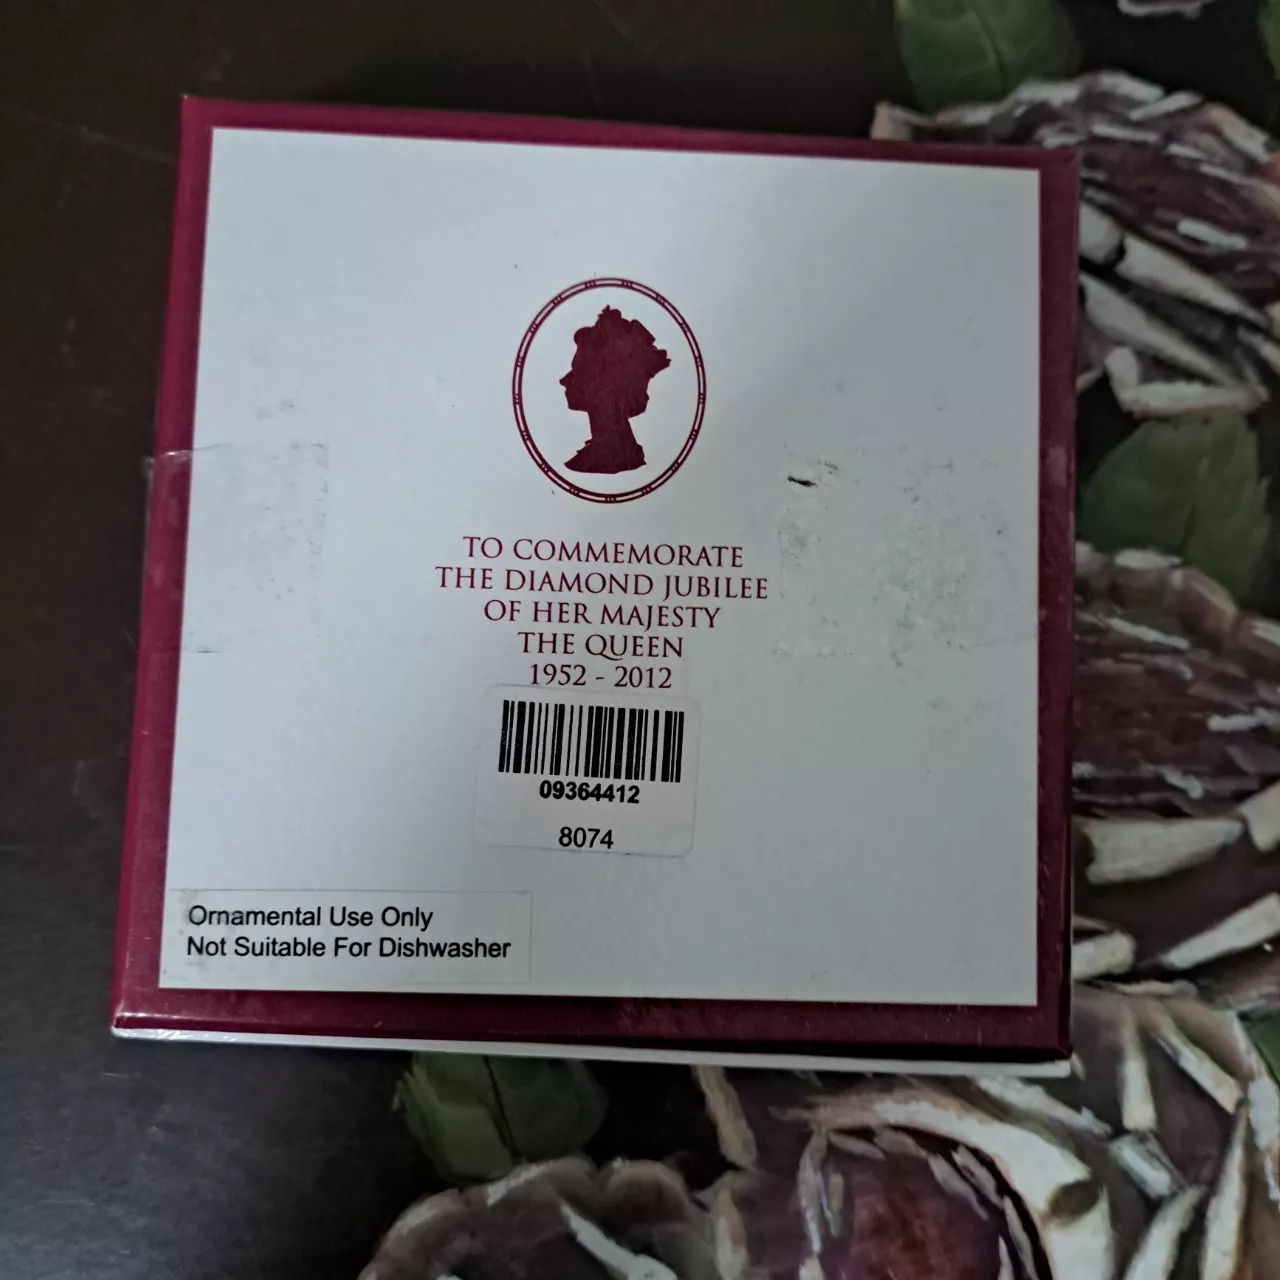 TO COMMEMORATE
THE DIAMOND JUBILEE
OF HER MAJESTY
THE QUEEN
1952 - 2012
09364412
8074
Ornamental Use Only
Not Suitable For Dishwasher